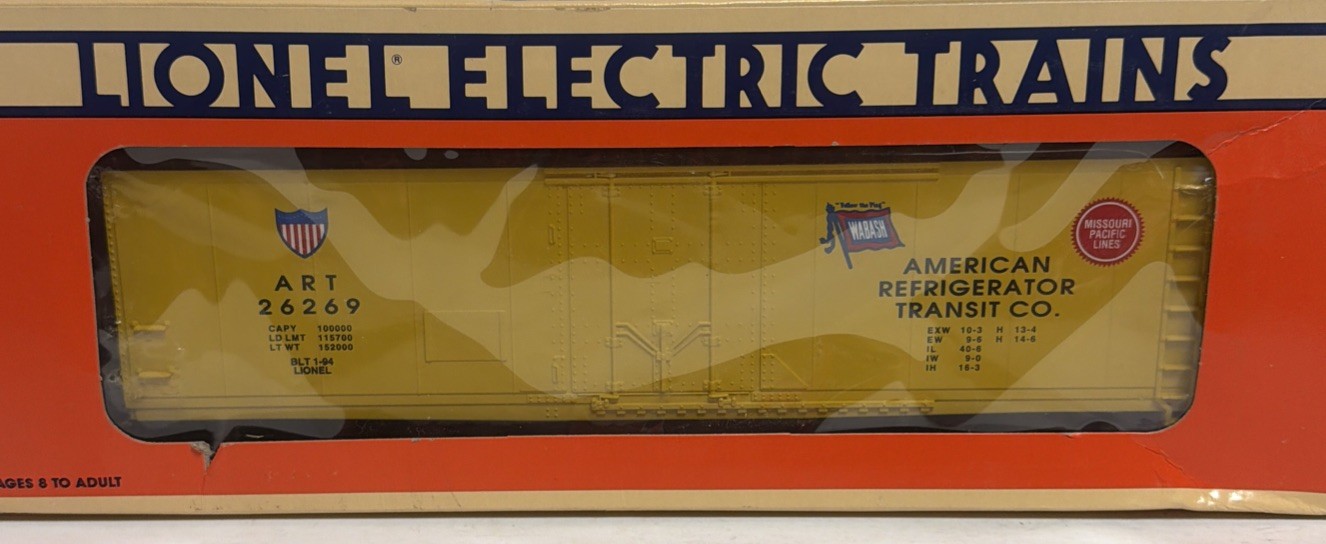 LIONEL® ELECTRIC TRAINS
ART
26269
CAPY 100000
LD LMT 115700
LT WT 152000
BLT 1-94
LIONEL
"Follow the Flag"
WABASH
MISSOURI
PACIFIC
LINES
AMERICAN
REFRIGERATOR
TRANSIT CO.
EXW 10-3 H 13-4
EW 9-6 H 14-6
IL 40-6
IW 9-0
IH 16-3
AGES 8 TO ADULT